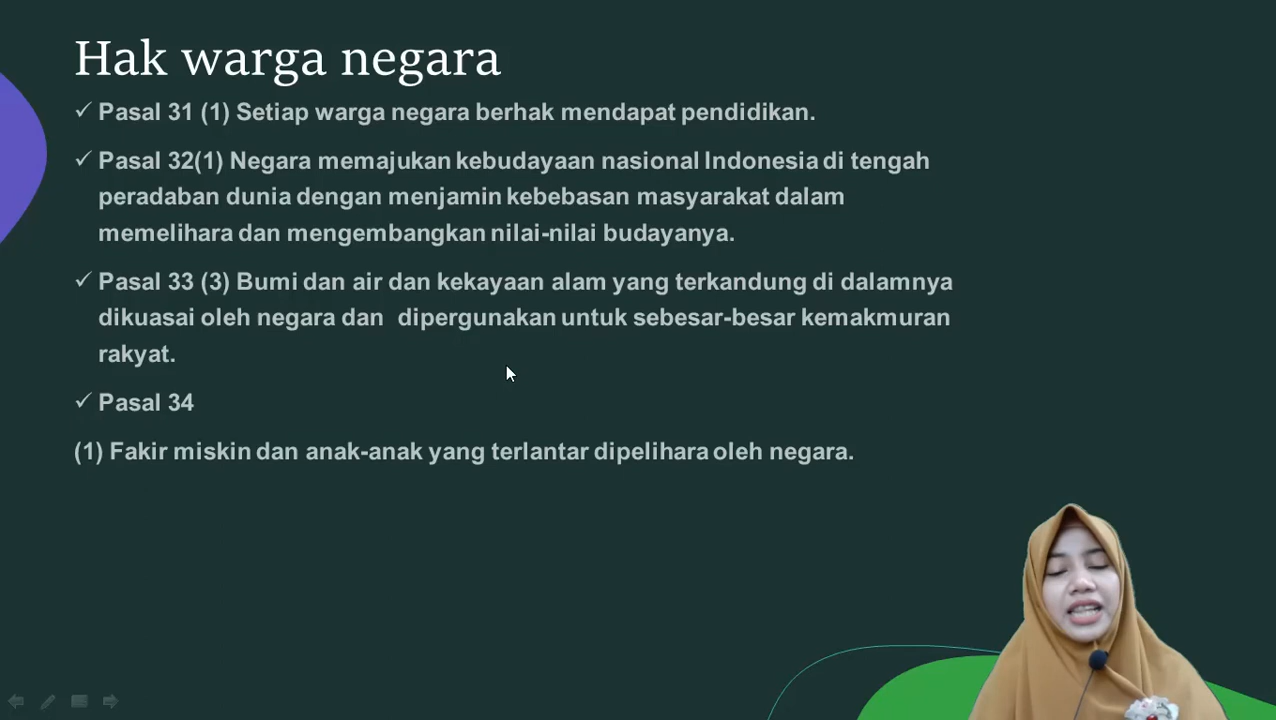 Hak warga negara
✓ Pasal 31 (1) Setiap warga negara berhak mendapat pendidikan.
✓ Pasal 32(1) Negara memajukan kebudayaan nasional Indonesia di tengah
peradaban dunia dengan menjamin kebebasan masyarakat dalam
memelihara dan mengembangkan nilai-nilai budayanya.
✓ Pasal 33 (3) Bumi dan air dan kekayaan alam yang terkandung di dalamnya
dikuasai oleh negara dan dipergunakan untuk sebesar-besar kemakmuran
rakyat.
✓ Pasal 34
(1) Fakir miskin dan anak-anak yang terlantar dipelihara oleh negara.